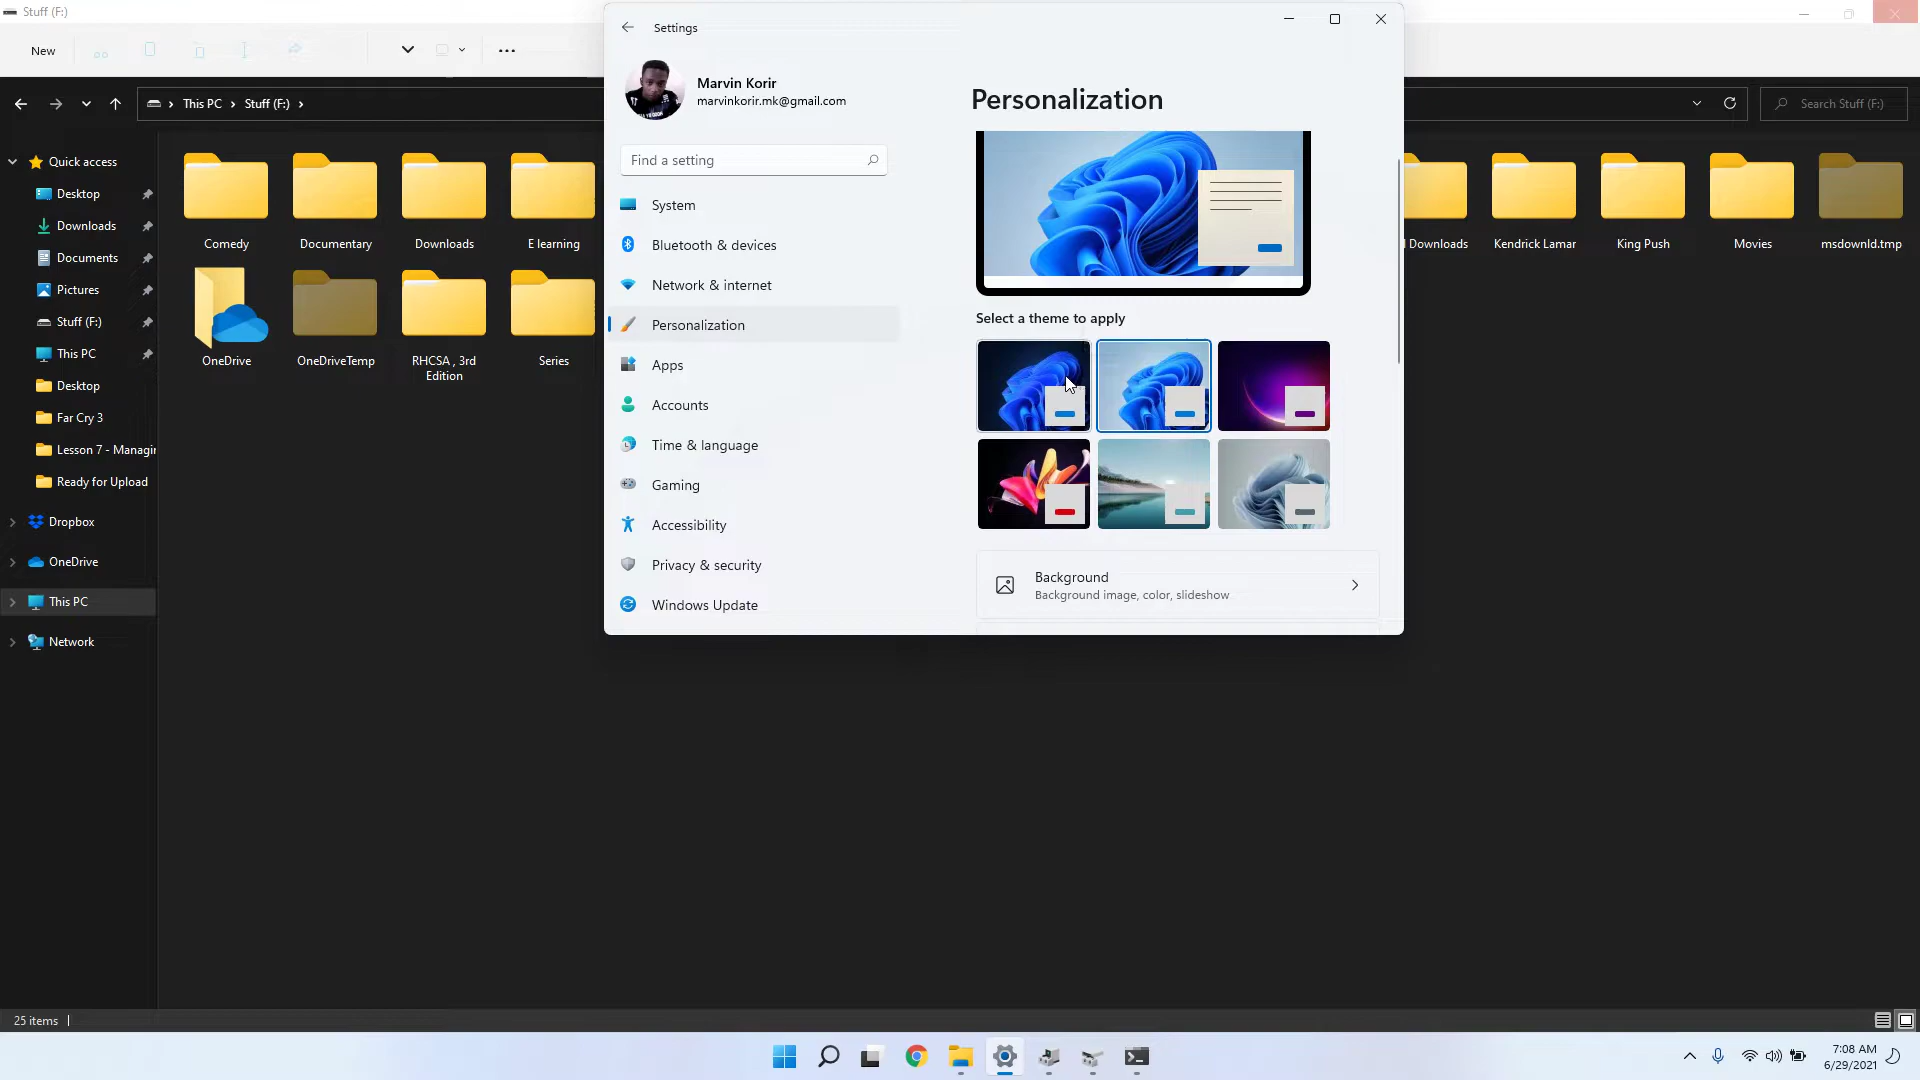 Stuff (F:)
New
This PC
Stuff (F:)
Search Stuff (F:)
Quick access
Desktop
Downloads
Documents
Pictures
Stuff (F:)
This PC
Desktop
Far Cry 3
Lesson 7 - Managin
Ready for Upload
Dropbox
OneDrive
This PC
Network
Comedy
Documentary
Downloads
E learning
OneDrive
OneDriveTemp
RHCSA , 3rd
Edition
Series
Settings
Marvin Korir
marvinkorir.mk@gmail.com
Find a setting
System
Bluetooth & devices
Network & internet
Personalization
Apps
Accounts
Time & language
Gaming
Accessibility
Privacy & security
Windows Update
Personalization
Select a theme to apply
Background
Background image, color, slideshow
Downloads
Kendrick Lamar
King Push
Movies
msdownld.tmp
25 items
7:08 AM
6/29/2021